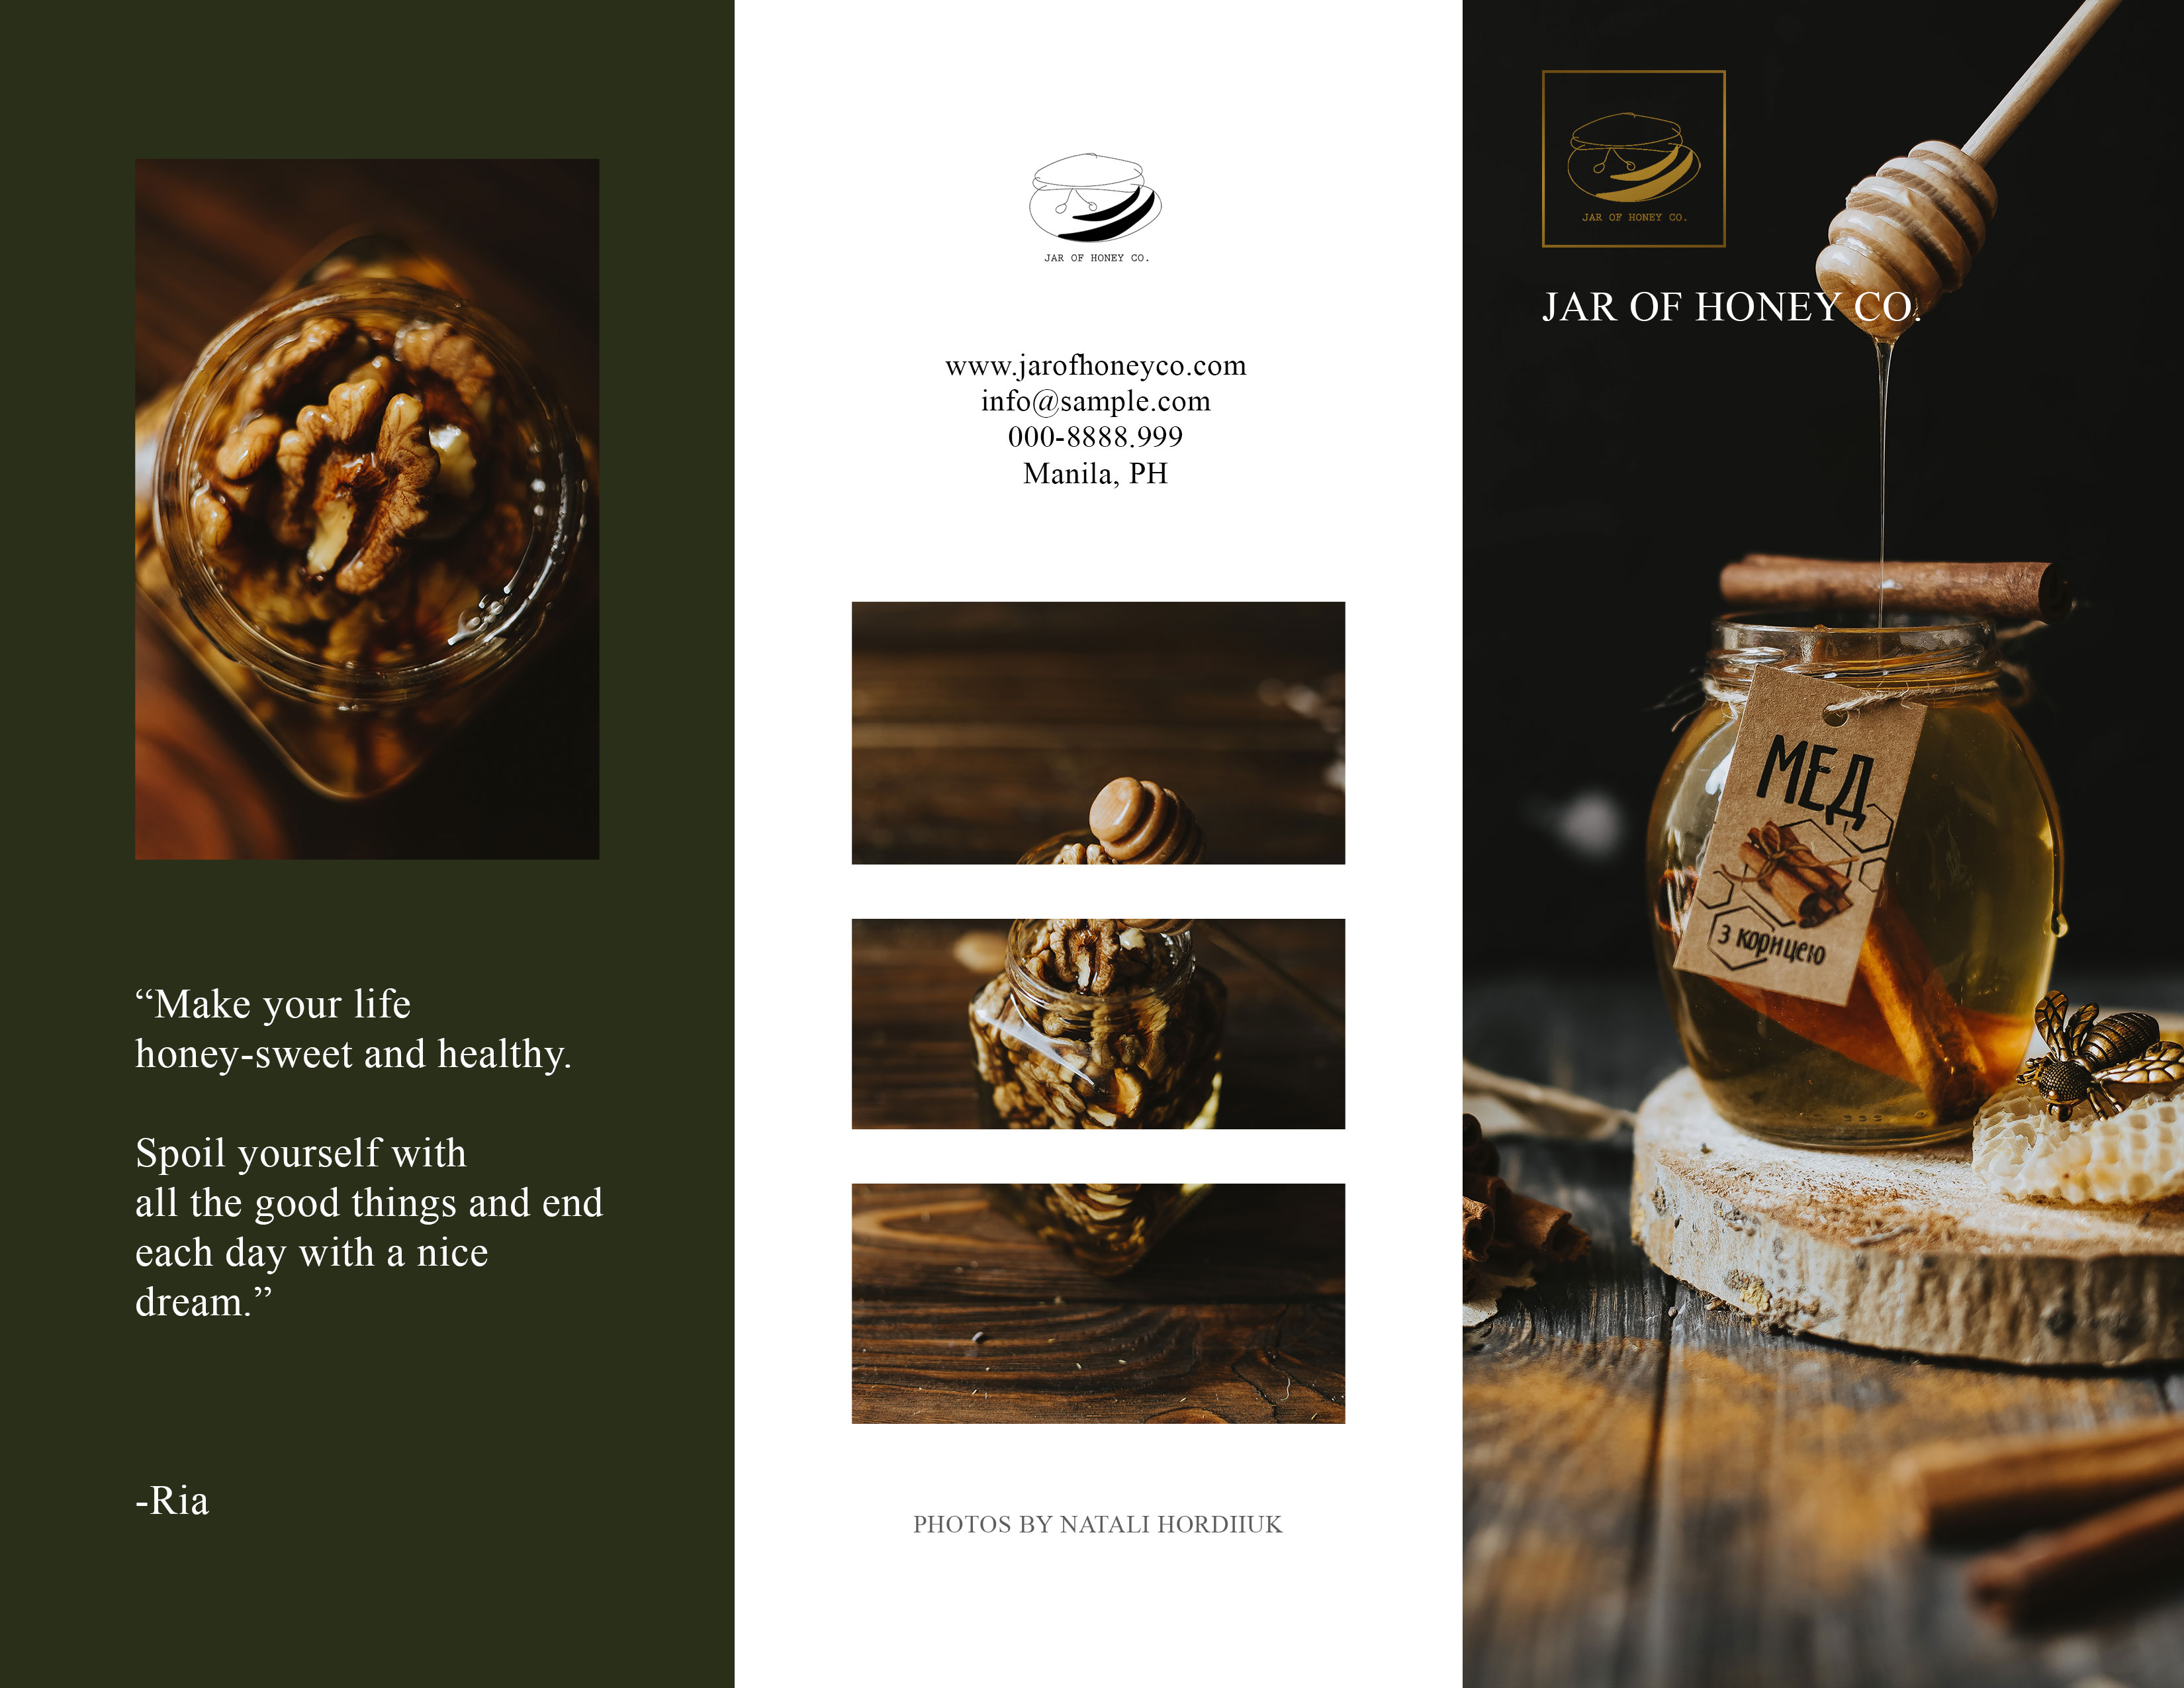 “Make your life
honey-sweet and healthy.
Spoil yourself with
all the good things and end
each day with a nice
dream.”
-Ria
JAR OF HONEY CO.
www.jarofhoneyco.com
info@sample.com
000-8888.999
Manila, PH
PHOTOS BY NATALI HORDIIUK
JAR OF HONEY CO.
JAR OF HONEY CO.
МЕД
з корицею